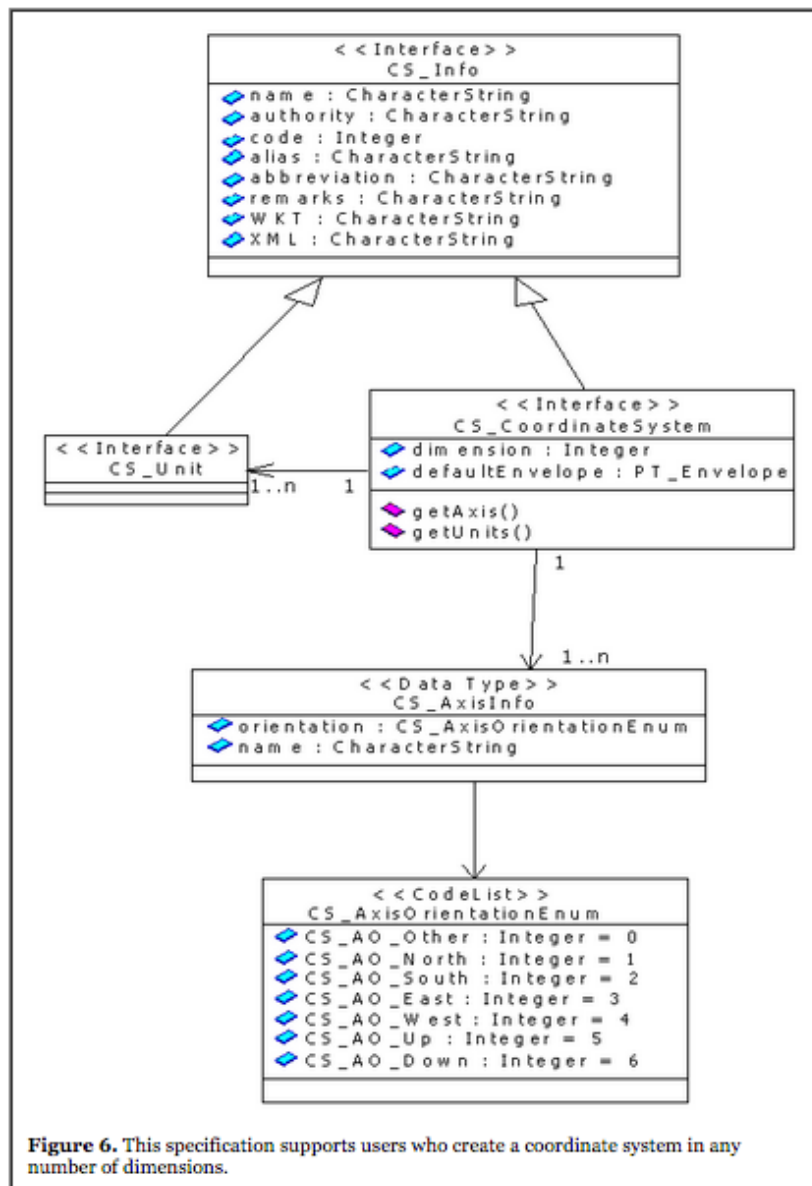 < < Interface > >
CS_Info
name : CharacterString
authority : CharacterString
code : Integer
alias : CharacterString
abbreviation : CharacterString
remarks : CharacterString
WKT : CharacterString
XML : CharacterString
< < Interface > >
CS_Unit
1..n
1
< < Interface > >
CS_CoordinateSystem
dimension : Integer
defaultEnvelope : PT_Envelope
getAxis()
getUnits()
1
1..n
< < Data Type > >
CS_AxisInfo
orientation : CS_AxisOrientationEnum
name : CharacterString
< < CodeList > >
CS_AxisOrientationEnum
CS_AO_Other : Integer = 0
CS_AO_North : Integer = 1
CS_AO_South : Integer = 2
CS_AO_East : Integer = 3
CS_AO_West : Integer = 4
CS_AO_Up : Integer = 5
CS_AO_Down : Integer = 6
Figure 6. This specification supports users who create a coordinate system in any
number of dimensions.